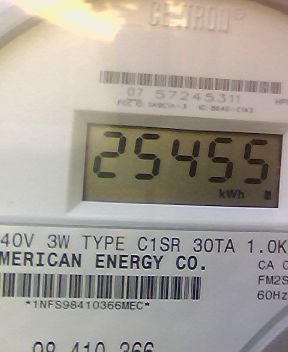 CENTRON®
07 57245311
25455
kWh
40V 3W TYPE C1SR 30TA 1.0K
MERICAN ENERGY CO.
CA
FM2S
60Hz
*1NFS98410366MEC*
98 410 366